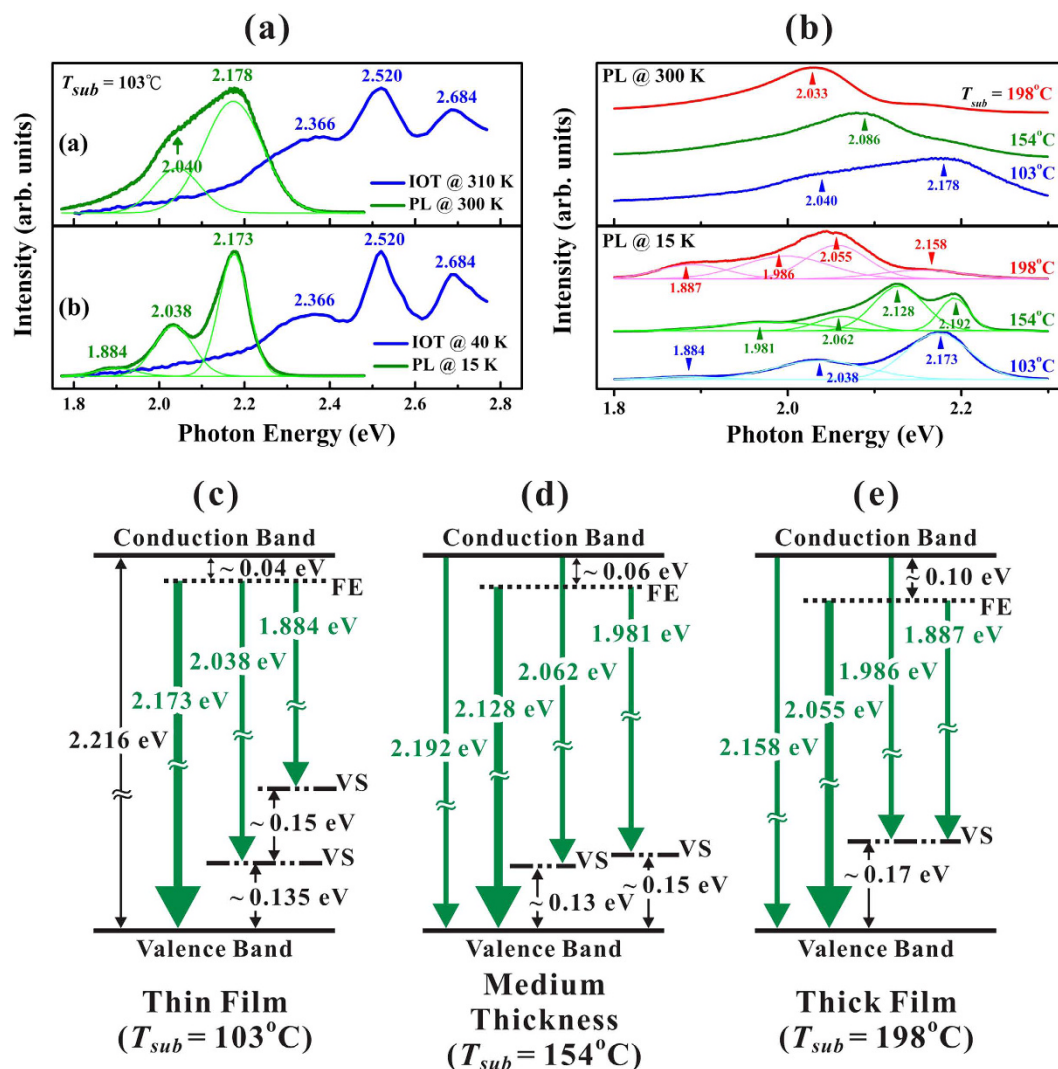 (a)
T_sub = 103℃
(a)
2.178
2.040
2.366
2.520
2.684
IOT @ 310 K
PL @ 300 K
(b)
1.884
2.038
2.173
2.366
2.520
2.684
IOT @ 40 K
PL @ 15 K
Intensity (arb. units)
1.8 2.0 2.2 2.4 2.6 2.8
Photon Energy (eV)
(b)
PL @ 300 K
T_sub = 198°C
2.033
154°C
2.086
103°C
2.040
2.178
PL @ 15 K
198°C
1.887
1.986
2.055
2.158
154°C
1.981
2.062
2.128
2.192
103°C
1.884
2.038
2.173
Intensity (arb. units)
1.8 2.0 2.2
Photon Energy (eV)
(c)
Conduction Band
~ 0.04 eV
FE
1.884 eV
2.038 eV
2.173 eV
2.216 eV
VS
~ 0.15 eV
VS
~ 0.135 eV
Valence Band
Thin Film
(T_sub = 103°C)
(d)
Conduction Band
~ 0.06 eV
FE
1.981 eV
2.062 eV
2.128 eV
2.192 eV
VS
VS
~ 0.13 eV
~ 0.15 eV
Valence Band
Medium
Thickness
(T_sub = 154°C)
(e)
Conduction Band
~ 0.10 eV
FE
1.887 eV
1.986 eV
2.055 eV
2.158 eV
VS
~ 0.17 eV
Valence Band
Thick Film
(T_sub = 198°C)